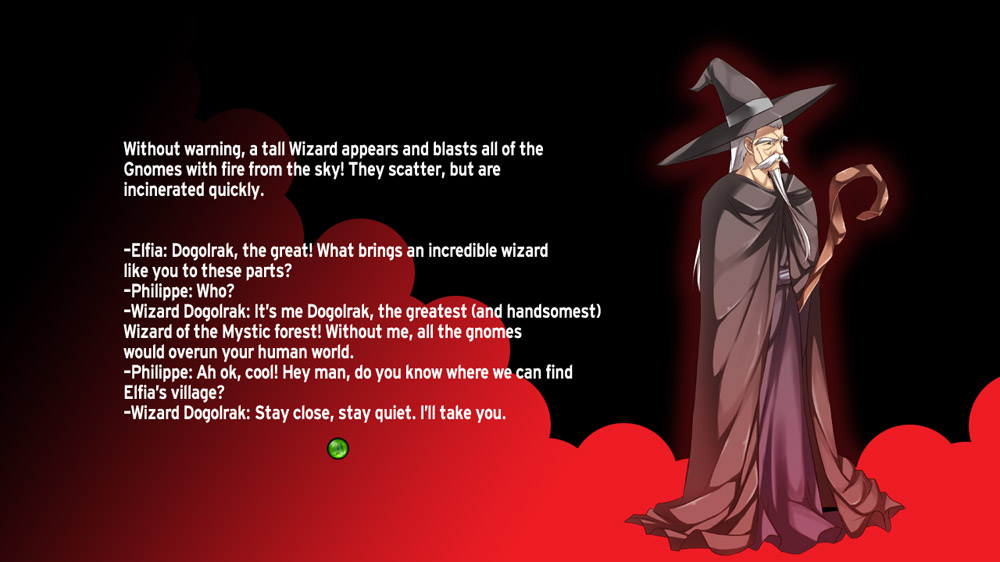 Without warning, a tall Wizard appears and blasts all of the
Gnomes with fire from the sky! They scatter, but are
incinerated quickly.
-Elfia: Dogolrak, the great! What brings an incredible wizard
like you to these parts?
-Philippe: Who?
-Wizard Dogolrak: It's me Dogolrak, the greatest (and handsomest)
Wizard of the Mystic forest! Without me, all the gnomes
would overun your human world.
-Philippe: Ah ok, cool! Hey man, do you know where we can find
Elfia's village?
-Wizard Dogolrak: Stay close, stay quiet. I'll take you.